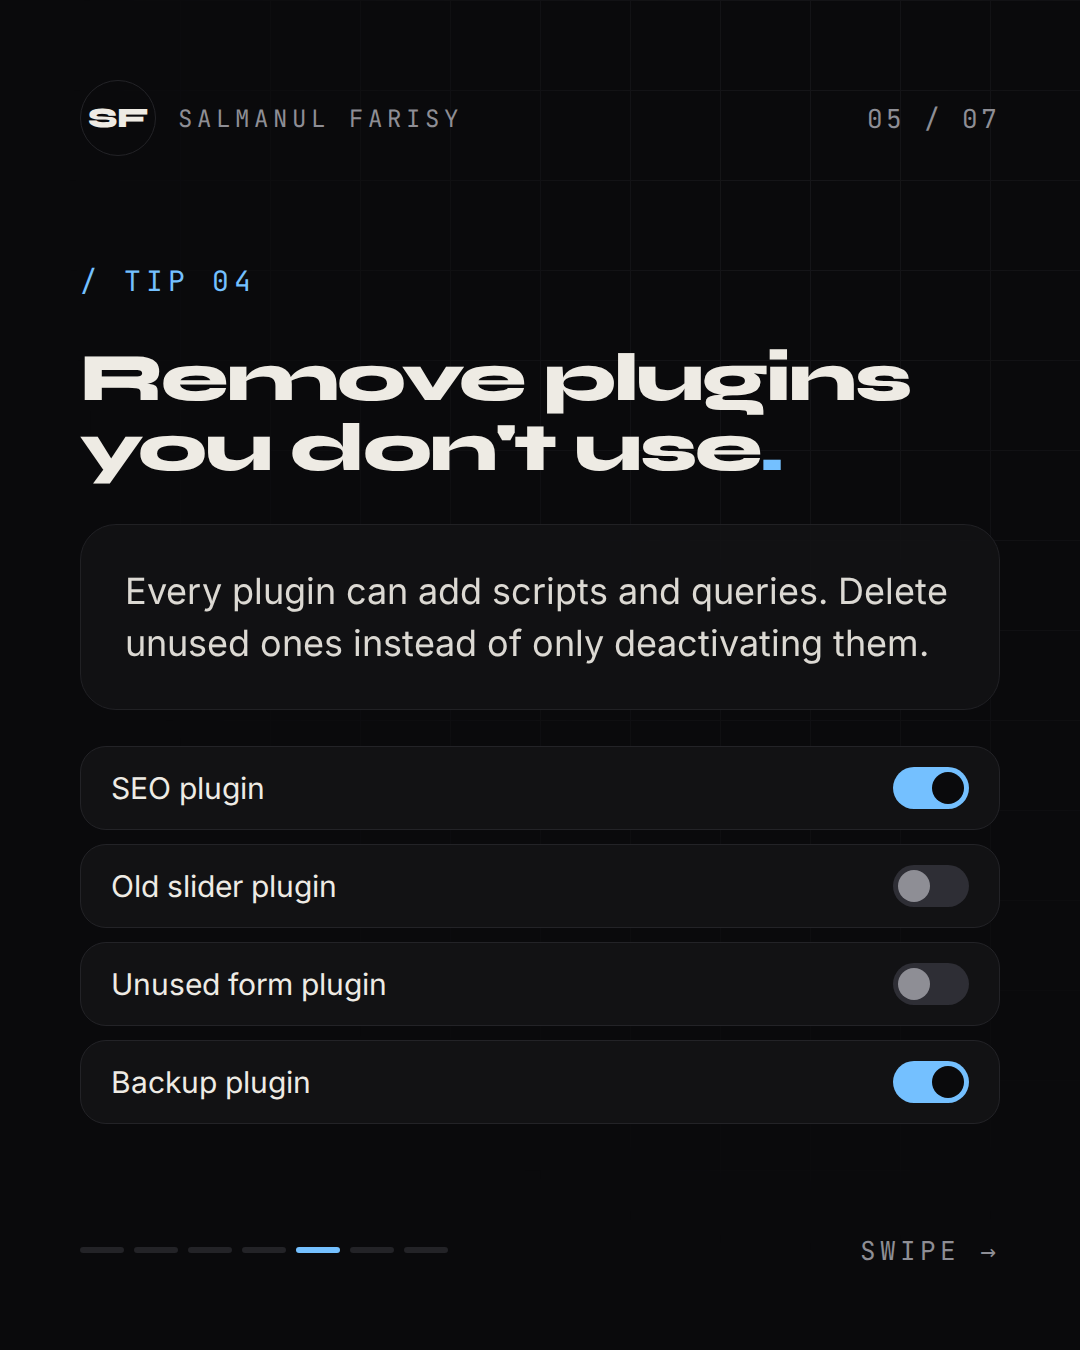 SF SALMANUL FARISY 05 / 07
/ TIP 04
Remove plugins
you don't use.
Every plugin can add scripts and queries. Delete
unused ones instead of only deactivating them.
SEO plugin
Old slider plugin
Unused form plugin
Backup plugin
SWIPE →